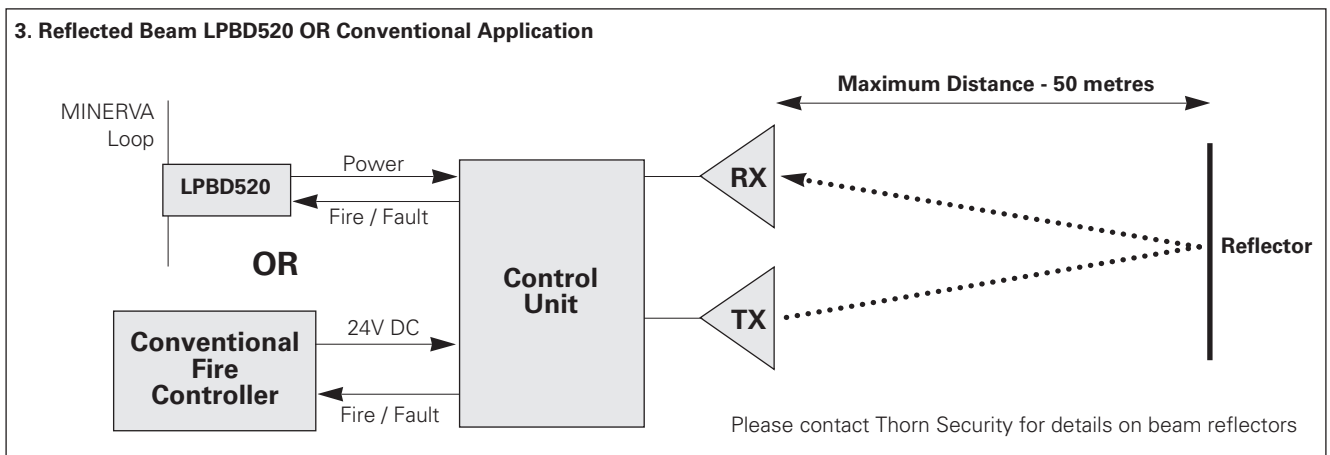 3. Reflected Beam LPBD520 OR Conventional Application
Maximum Distance - 50 metres
MINERVA
Loop
LPBD520
Power
Fire / Fault
RX
Reflector
OR
Control
Unit
TX
Conventional
Fire
Controller
24V DC
Fire / Fault
Please contact Thorn Security for details on beam reflectors